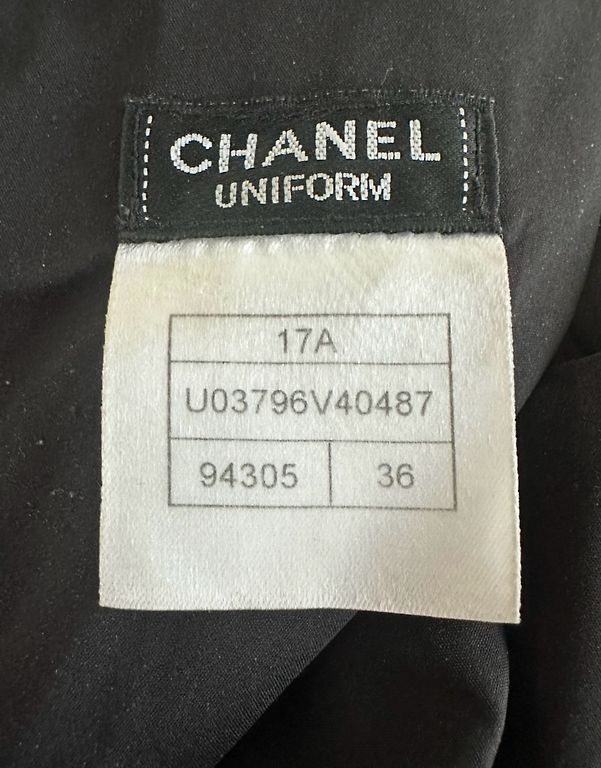 CHANEL
UNIFORM
17A
U03796V40487
94305 36